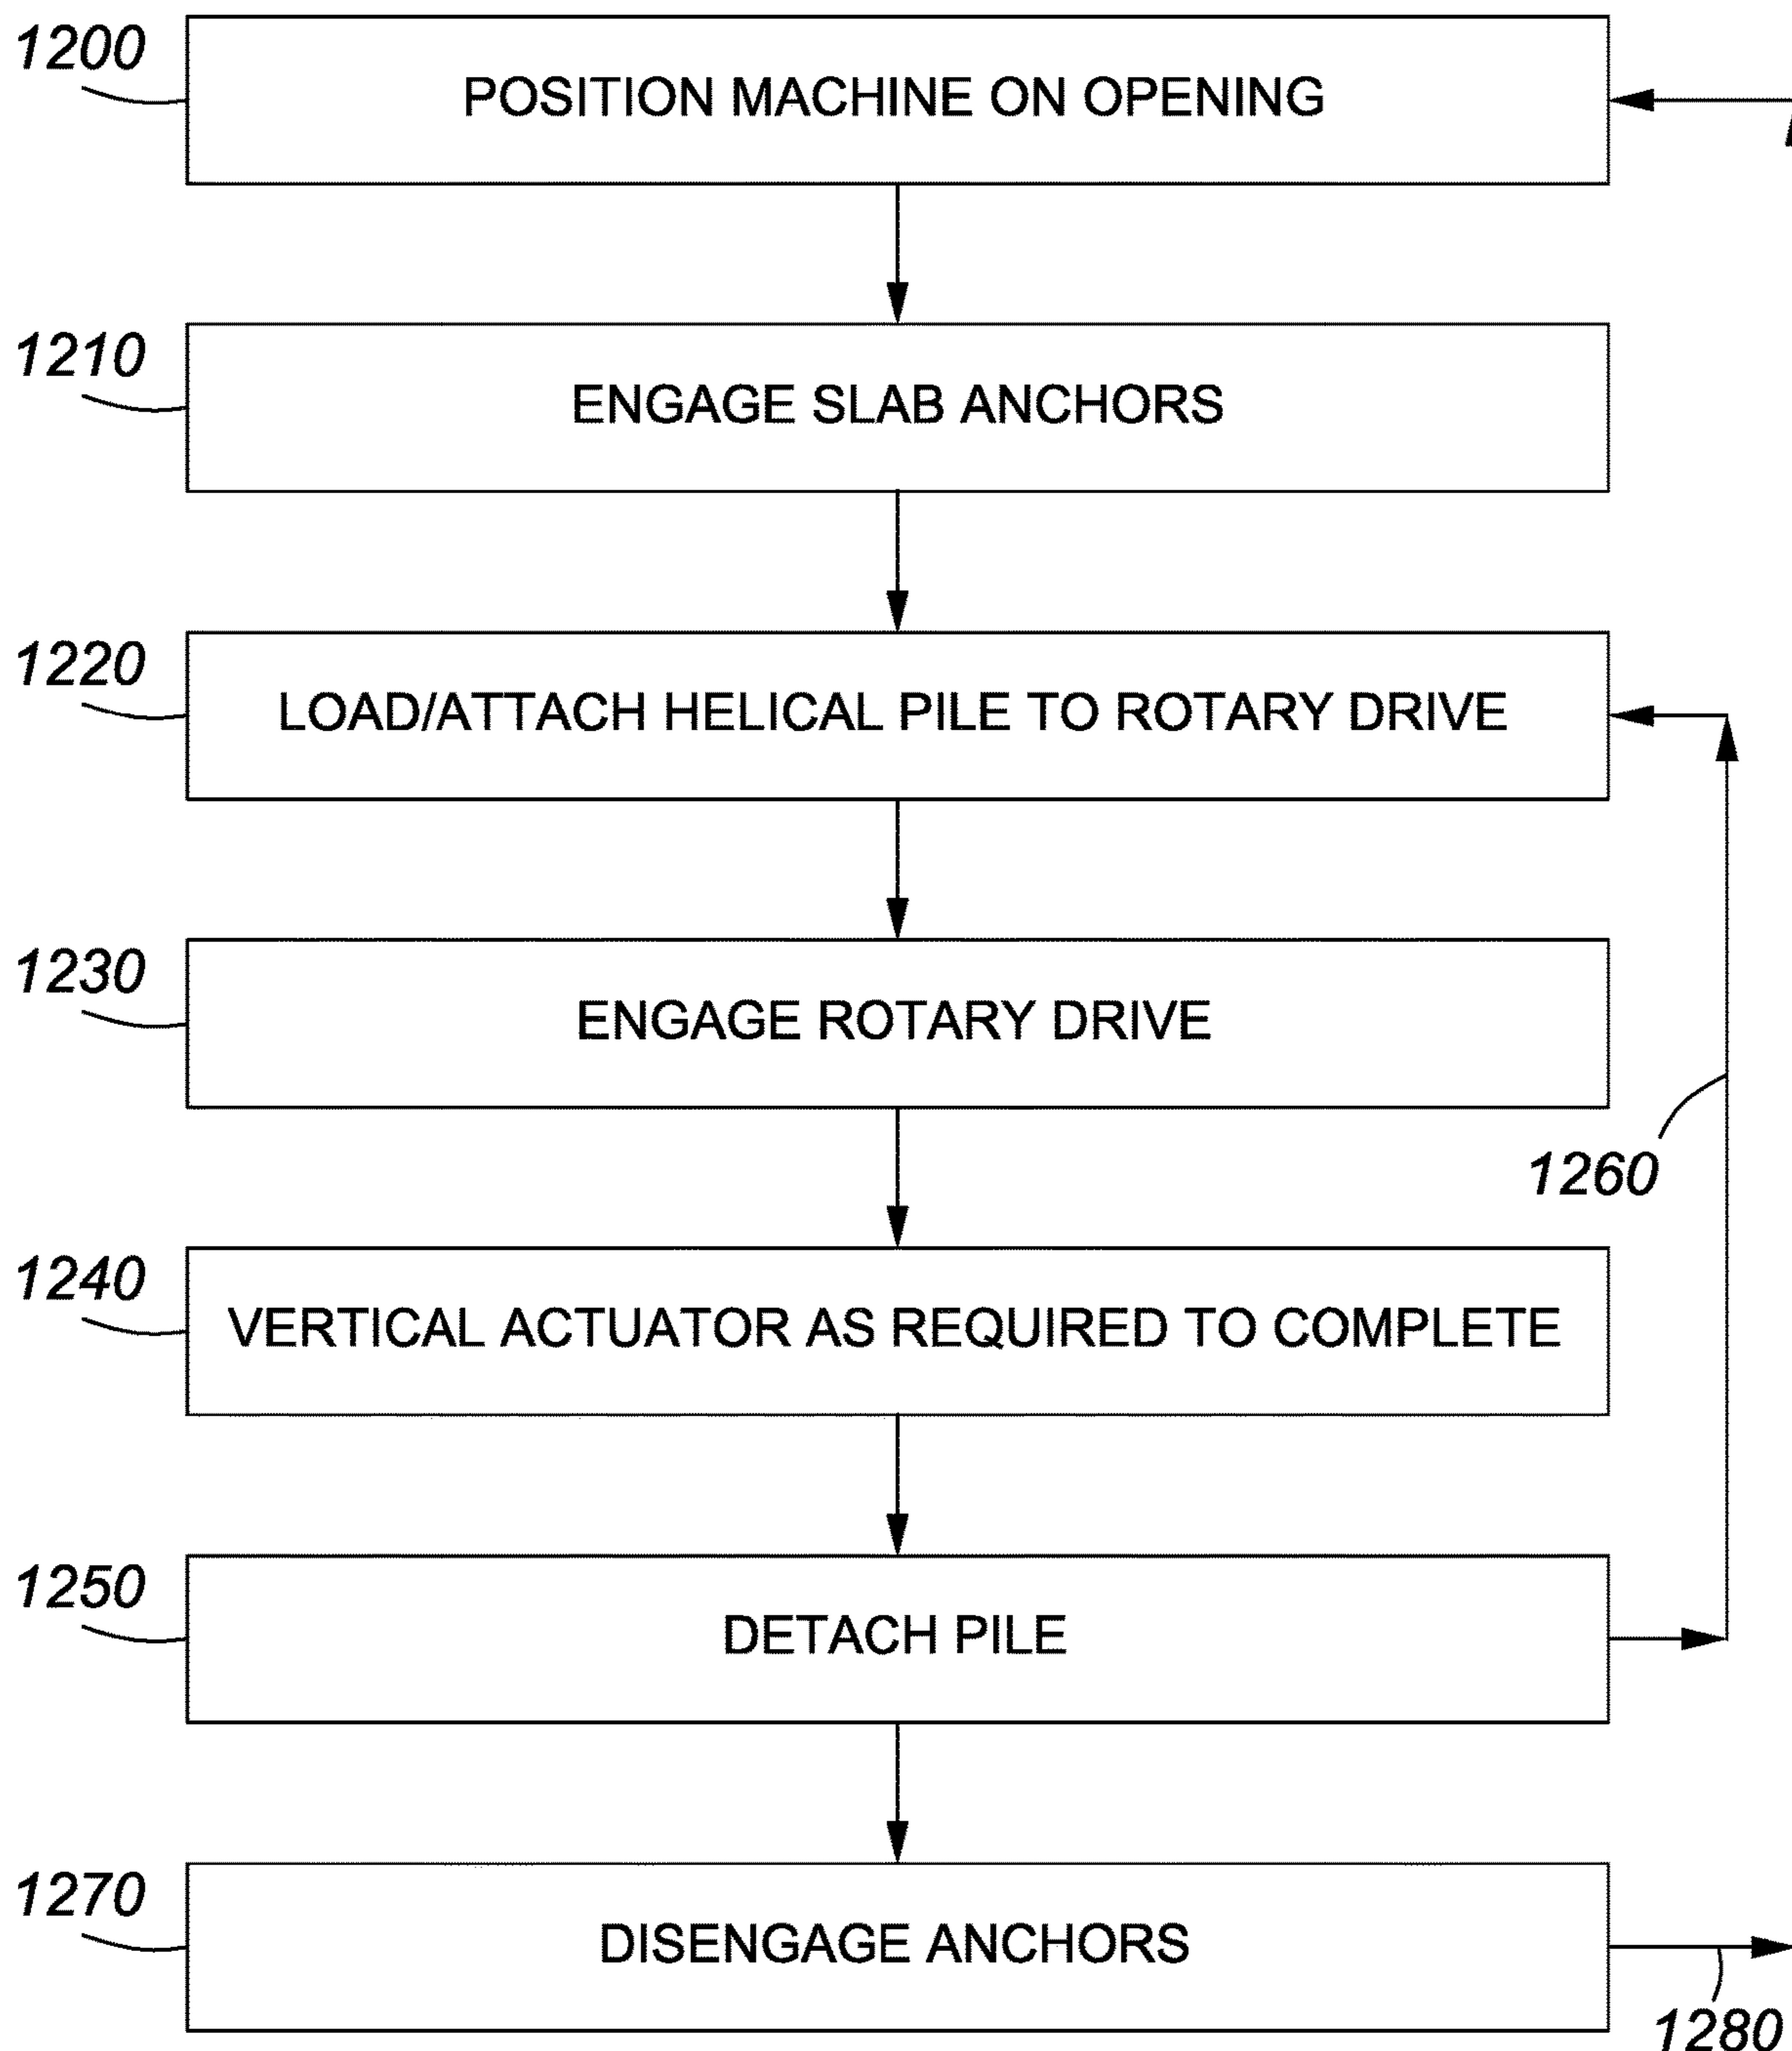 1200
POSITION MACHINE ON OPENING
1210
ENGAGE SLAB ANCHORS
1220
LOAD/ATTACH HELICAL PILE TO ROTARY DRIVE
1230
ENGAGE ROTARY DRIVE
1260
1240
VERTICAL ACTUATOR AS REQUIRED TO COMPLETE
1250
DETACH PILE
1270
DISENGAGE ANCHORS
1280